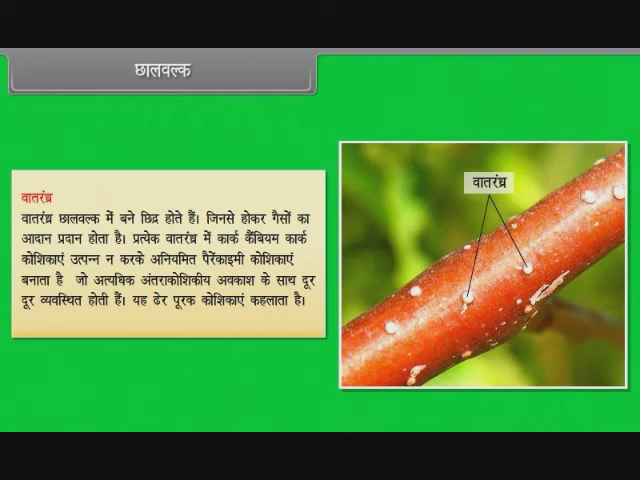 छालवल्क
वातरंध्र
वातरंध्र छालवल्क में बने छिद्र होते हैं। जिनसे होकर गैसों का
आदान प्रदान होता है। प्रत्येक वातरंध्र में कार्क कैंबियम कार्क
कोशिकाएं उत्पन्न न करके अनियमित पैरेंकाइमी कोशिकाएं
बनाता है जो अत्यधिक अंतराकोशिकीय अवकाश के साथ दूर
दूर व्यवस्थित होती हैं। यह ढेर पूरक कोशिकाएं कहलाता है।
वातरंध्र